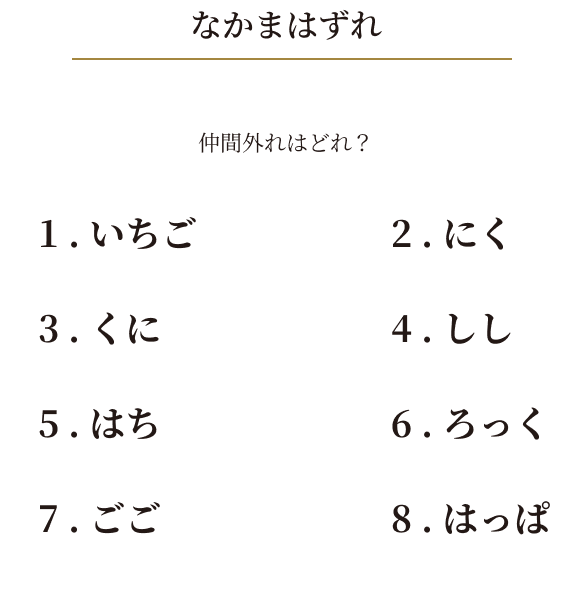 なかまはずれ
仲間外れはどれ？
1 . いちご
2 . にく
3 . くに
4 . しし
5 . はち
6 . ろっく
7 . ごご
8 . はっぱ